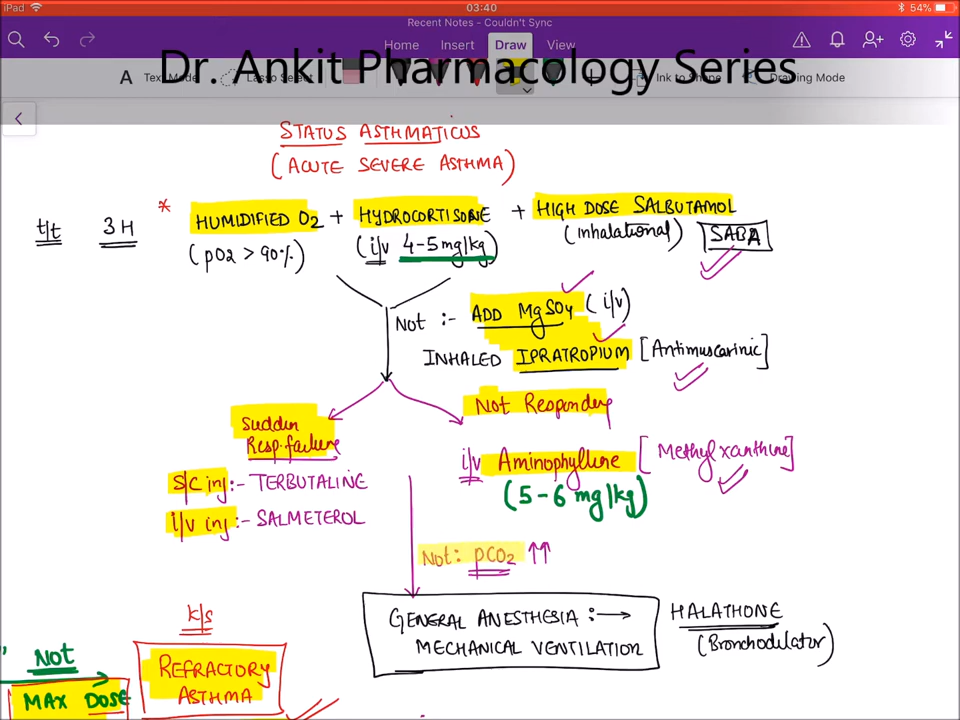 iPad
03:40
54%
Recent Notes - Couldn't Sync
Home Insert Draw View
Dr. Ankit Pharmacology Series
Text Mode Lasso Select Ink to Shape Drawing Mode
STATUS ASTHMATICUS
(ACUTE SEVERE ASTHMA)
t/t 3H * HUMIDIFIED O2 + HYDROCORTISONE + HIGH DOSE SALBUTAMOL
(pO2 > 90%) (i/v 4-5mg/kg) (inhalational) SABA
Not :- ADD MgSO4 (i/v)
INHALED IPRATROPIUM [Antimuscarinic]
Sudden
Resp. failure
Not Responding
S/C inj :- TERBUTALINE
i/v inj :- SALMETEROL
i/v Aminophylline [Methylxanthine]
(5-6 mg/kg)
Not: pCO2 ↑↑
GENERAL ANESTHESIA :→ HALATHONE
MECHANICAL VENTILATION (Bronchodilator)
k/s
REFRACTORY
ASTHMA
Not
MAX DOSE